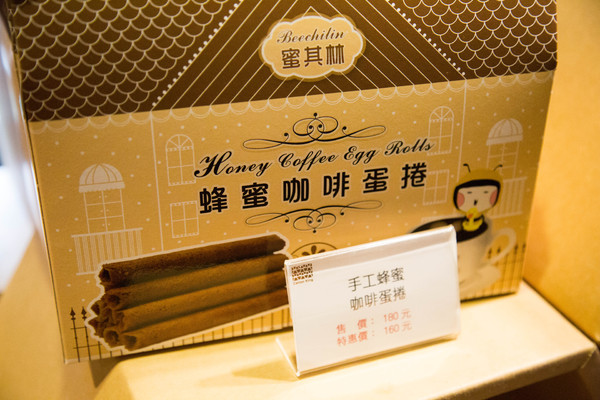 Beechilin
蜜其林
Honey Coffee Egg Rolls
蜂蜜咖啡蛋捲
手工蜂蜜
咖啡蛋捲
售 價： 180 元
特惠價： 160 元